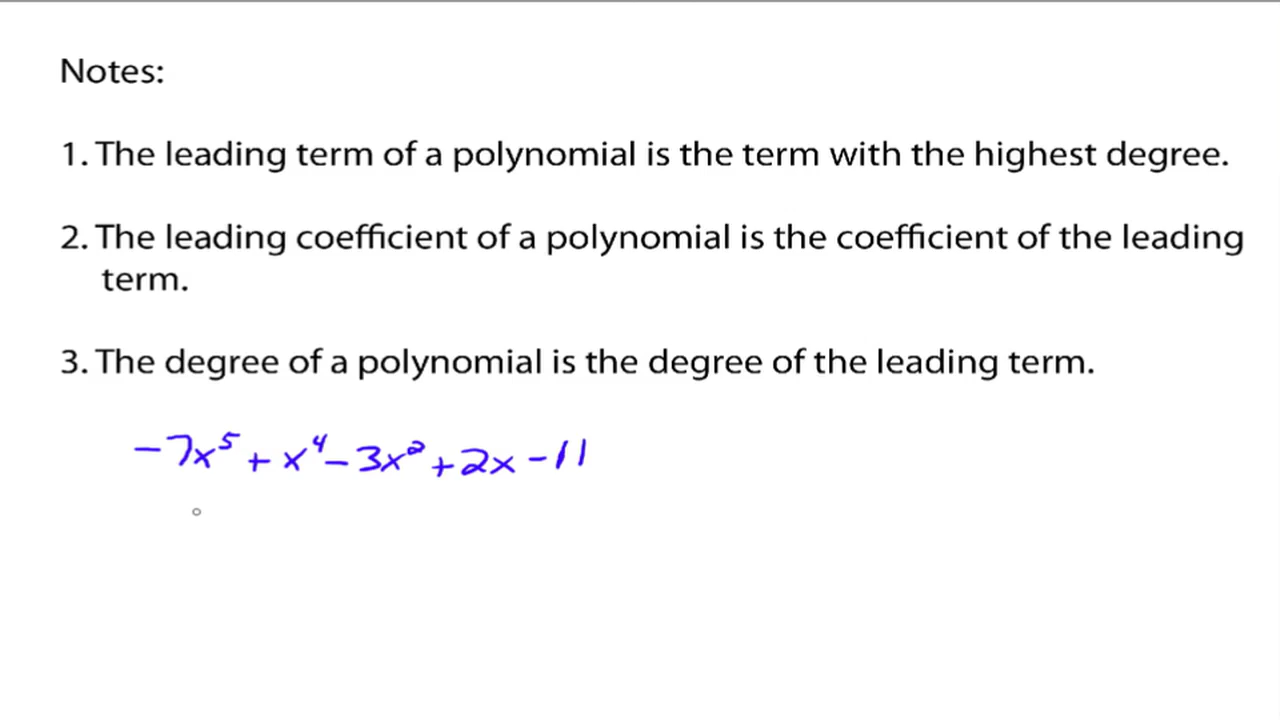 Notes:
1. The leading term of a polynomial is the term with the highest degree.
2. The leading coefficient of a polynomial is the coefficient of the leading
term.
3. The degree of a polynomial is the degree of the leading term.
-7x⁵ + x⁴ - 3x² + 2x - 11